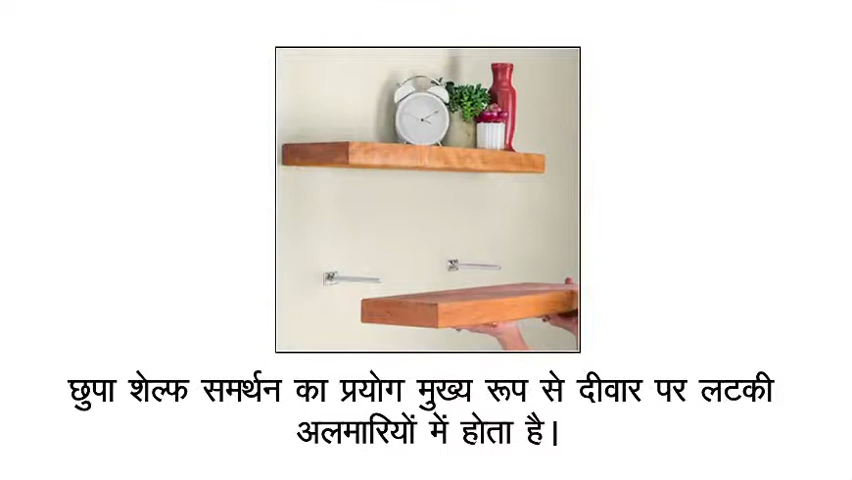 छुपा शेल्फ समर्थन का प्रयोग मुख्य रूप से दीवार पर लटकी
अलमारियों में होता है।